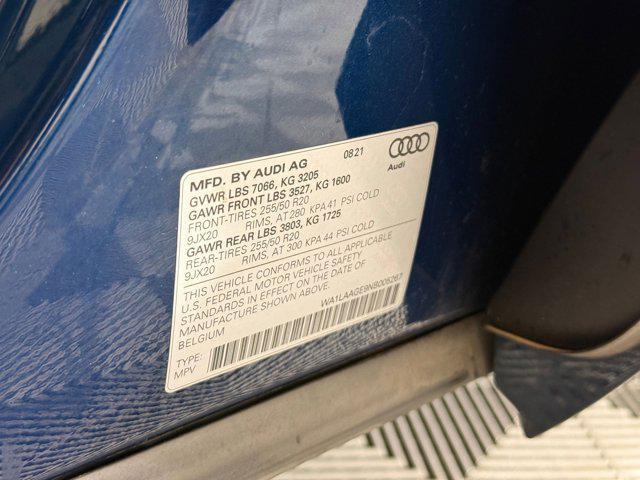 MFD. BY AUDI AG 08.21
Audi
GVWR LBS 7066, KG 3205
GAWR FRONT LBS 3527, KG 1600
FRONT-TIRES 255/50 R20
9JX20 RIMS, AT 280 KPA 41 PSI COLD
GAWR REAR LBS 3803, KG 1725
REAR-TIRES 255/50 R20
9JX20 RIMS, AT 300 KPA 44 PSI COLD
THIS VEHICLE CONFORMS TO ALL APPLICABLE
U.S. FEDERAL MOTOR VEHICLE SAFETY
STANDARDS IN EFFECT ON THE DATE OF
MANUFACTURE SHOWN ABOVE.
BELGIUM
WA1LAAGE9NB005267
TYPE:
MPV